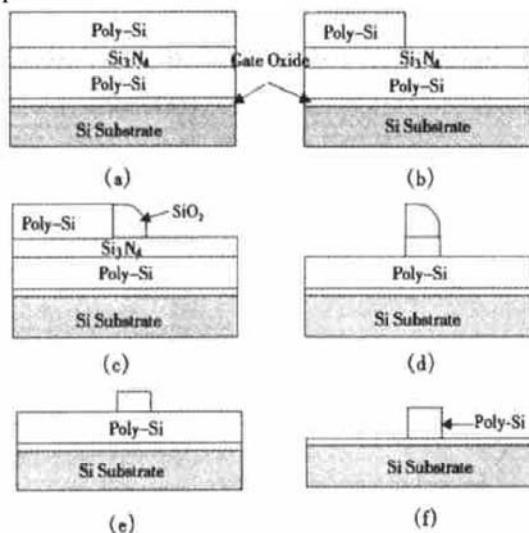 Poly-Si
Poly-Si
Si₃N₄
Gate Oxide
Si₃N₄
Poly-Si
Poly-Si
Si Substrate
Si Substrate
(a)
(b)
SiO₂
Poly-Si
Si₃N₄
Poly-Si
Poly-Si
Si Substrate
Si Substrate
(c)
(d)
Poly-Si
Poly-Si
Si Substrate
Si Substrate
(e)
(f)